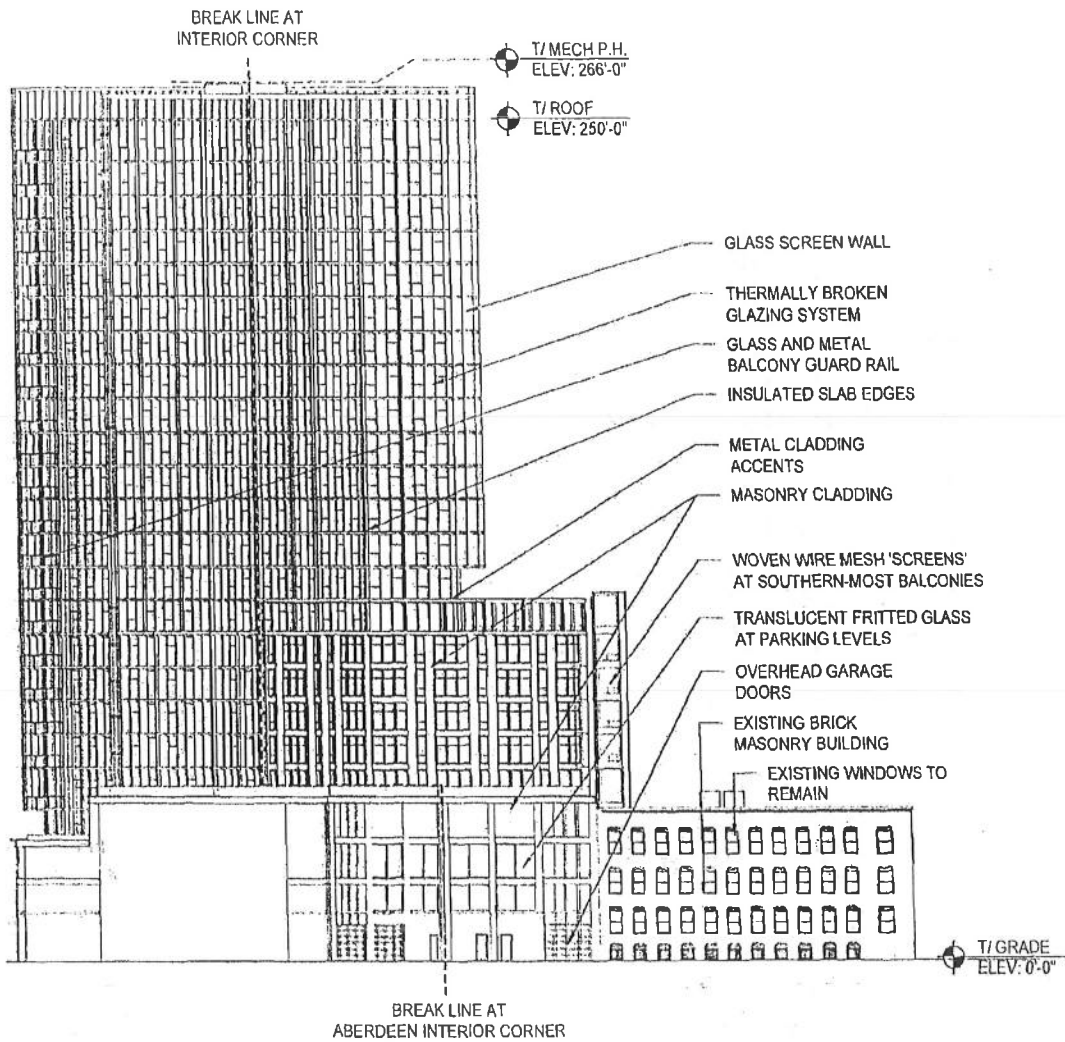 BREAK LINE AT
INTERIOR CORNER
T/ MECH P.H.
ELEV: 266'-0"
T/ ROOF
ELEV: 250'-0"
GLASS SCREEN WALL
THERMALLY BROKEN
GLAZING SYSTEM
GLASS AND METAL
BALCONY GUARD RAIL
INSULATED SLAB EDGES
METAL CLADDING
ACCENTS
MASONRY CLADDING
WOVEN WIRE MESH 'SCREENS'
AT SOUTHERN-MOST BALCONIES
TRANSLUCENT FRITTED GLASS
AT PARKING LEVELS
OVERHEAD GARAGE
DOORS
EXISTING BRICK
MASONRY BUILDING
EXISTING WINDOWS TO
REMAIN
T/ GRADE
ELEV: 0'-0"
BREAK LINE AT
ABERDEEN INTERIOR CORNER